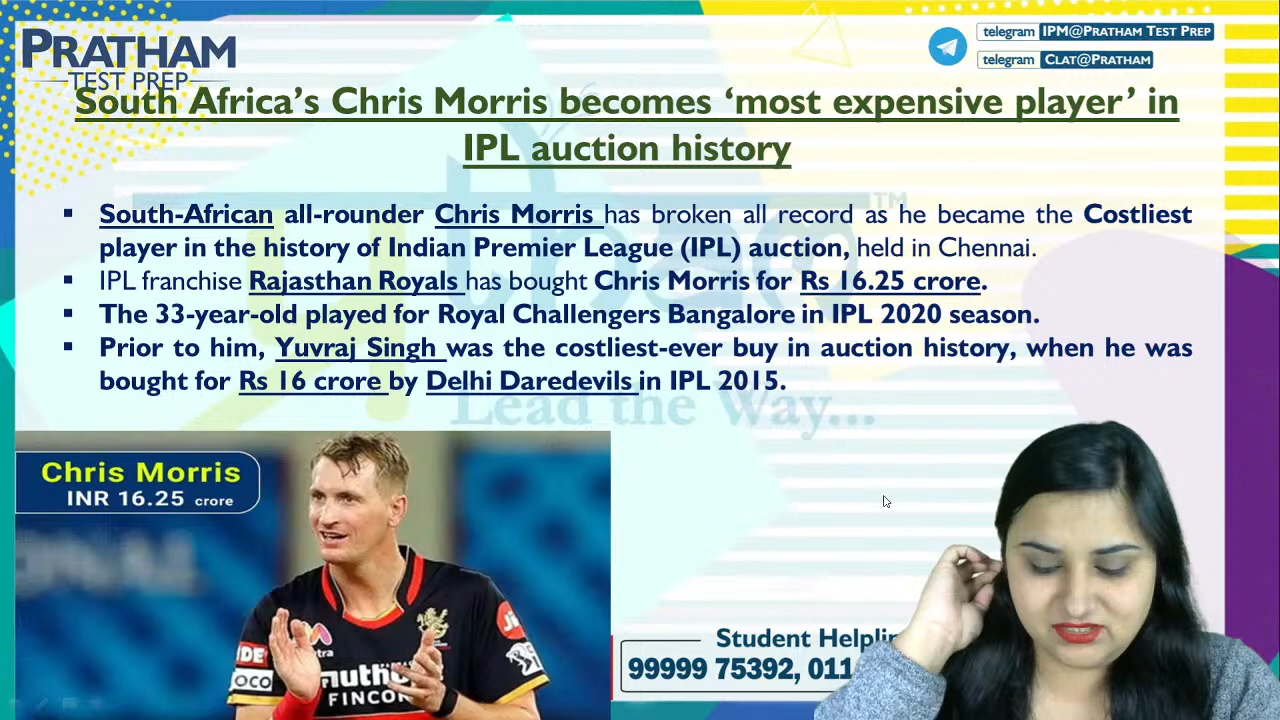 PRATHAM
TEST PREP
telegram IPM@PRATHAM TEST PREP
telegram CLAT@PRATHAM
South Africa's Chris Morris becomes 'most expensive player' in
IPL auction history
▪ South-African all-rounder Chris Morris has broken all record as he became the Costliest
player in the history of Indian Premier League (IPL) auction, held in Chennai.
▪ IPL franchise Rajasthan Royals has bought Chris Morris for Rs 16.25 crore.
▪ The 33-year-old played for Royal Challengers Bangalore in IPL 2020 season.
▪ Prior to him, Yuvraj Singh was the costliest-ever buy in auction history, when he was
bought for Rs 16 crore by Delhi Daredevils in IPL 2015.
TM
Lead the Way...
Chris Morris
INR 16.25 crore
FINCOR
Student
99999 75392, 011